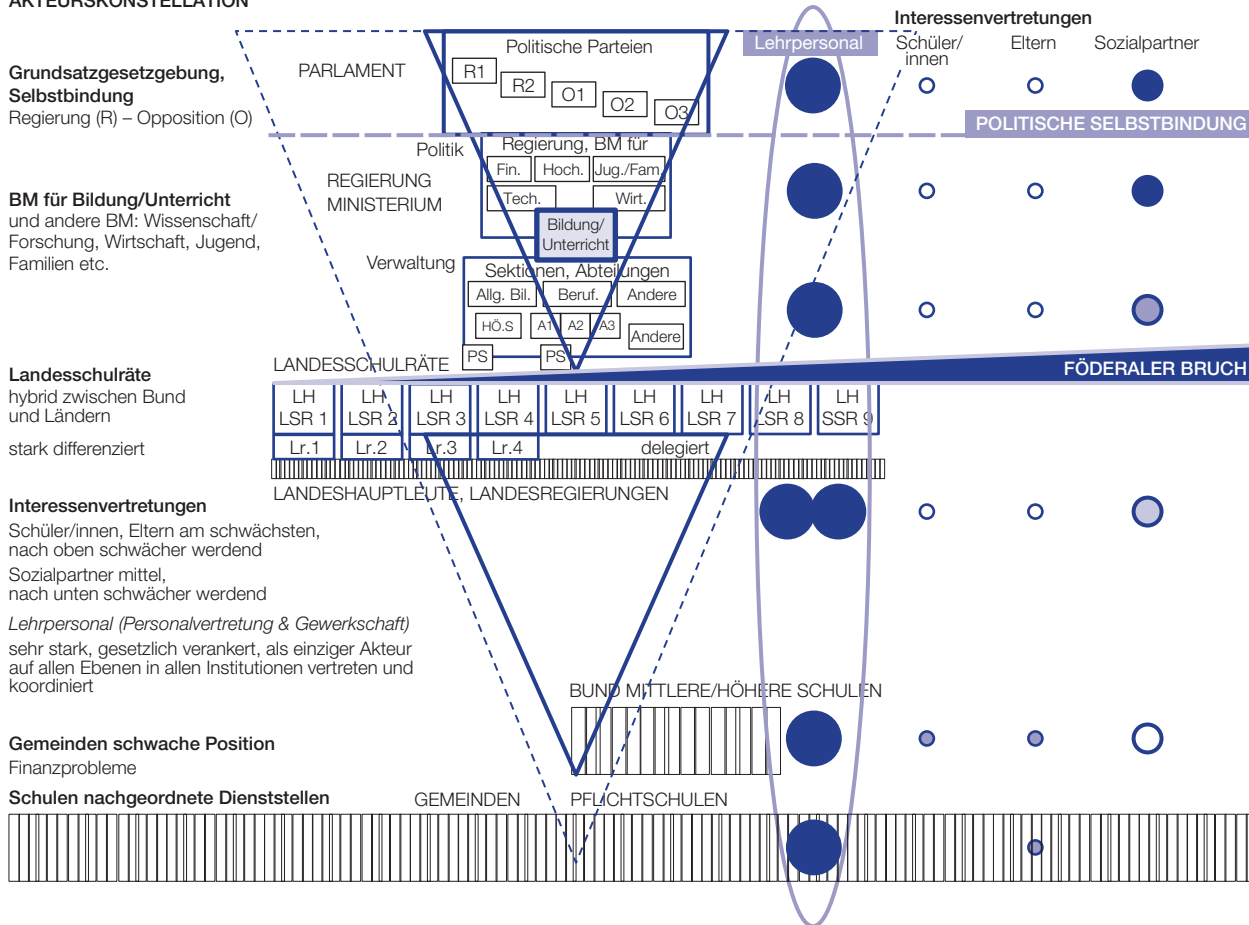 AKTEURSKONSTELLATION
Interessenvertretungen
Lehrpersonal
Schüler/
innen
Eltern
Sozialpartner
Grundsatzgesetzgebung,
Selbstbindung
Regierung (R) – Opposition (O)
PARLAMENT
Politische Parteien
R1
R2
O1
O2
O3
POLITISCHE SELBSTBINDUNG
Politik
Regierung, BM für
Fin.
Hoch.
Jug./Fam.
Tech.
Wirt.
REGIERUNG
MINISTERIUM
Bildung/
Unterricht
BM für Bildung/Unterricht
und andere BM: Wissenschaft/
Forschung, Wirtschaft, Jugend,
Familien etc.
Verwaltung
Sektionen, Abteilungen
Allg. Bil.
Beruf.
Andere
HÖ.S
A1
A2
A3
Andere
PS
PS
LANDESSCHULRÄTE
FÖDERALER BRUCH
Landesschulräte
hybrid zwischen Bund
und Ländern
stark differenziert
LH
LSR 1
LH
LSR 2
LH
LSR 3
LH
LSR 4
LH
LSR 5
LH
LSR 6
LH
LSR 7
LH
LSR 8
LH
SSR 9
Lr.1
Lr.2
Lr.3
Lr.4
delegiert
LANDESHAUPTLEUTE, LANDESREGIERUNGEN
Interessenvertretungen
Schüler/innen, Eltern am schwächsten,
nach oben schwächer werdend
Sozialpartner mittel,
nach unten schwächer werdend
Lehrpersonal (Personalvertretung & Gewerkschaft)
sehr stark, gesetzlich verankert, als einziger Akteur
auf allen Ebenen in allen Institutionen vertreten und
koordiniert
BUND MITTLERE/HÖHERE SCHULEN
Gemeinden schwache Position
Finanzprobleme
Schulen nachgeordnete Dienststellen
GEMEINDEN
PFLICHTSCHULEN